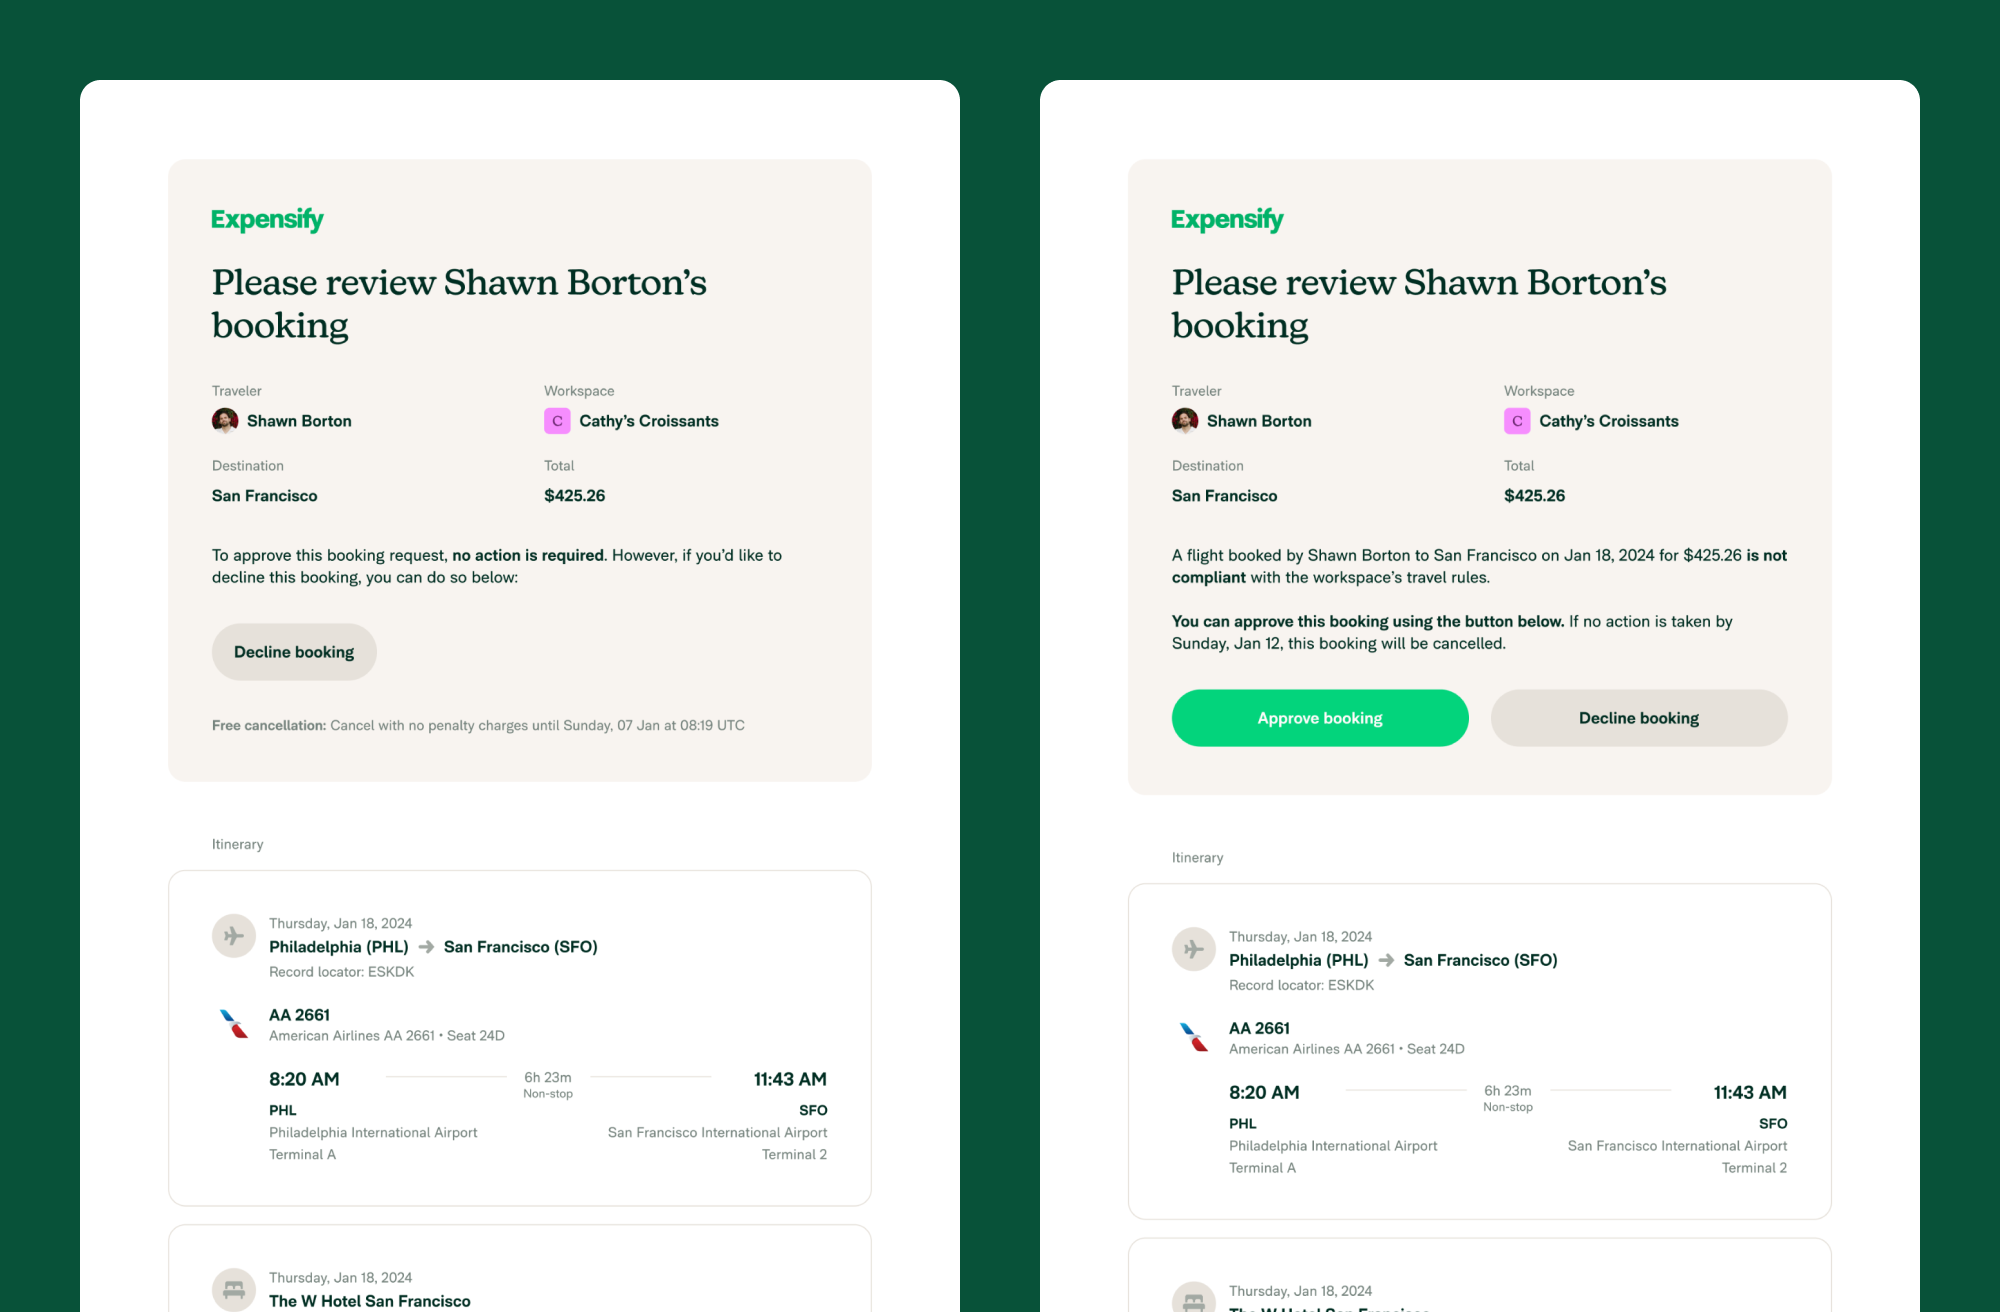 Expensify
Please review Shawn Borton’s
booking
Traveler
Workspace
Shawn Borton
C
Cathy’s Croissants
Destination
Total
San Francisco
$425.26
To approve this booking request, no action is required. However, if you’d like to
decline this booking, you can do so below:
Decline booking
Free cancellation: Cancel with no penalty charges until Sunday, 07 Jan at 08:19 UTC
Itinerary
Thursday, Jan 18, 2024
Philadelphia (PHL) → San Francisco (SFO)
Record locator: ESKDK
AA 2661
American Airlines AA 2661 • Seat 24D
8:20 AM
6h 23m
Non-stop
11:43 AM
PHL
SFO
Philadelphia International Airport
San Francisco International Airport
Terminal A
Terminal 2
Thursday, Jan 18, 2024
The W Hotel San Francisco
Expensify
Please review Shawn Borton’s
booking
Traveler
Workspace
Shawn Borton
C
Cathy’s Croissants
Destination
Total
San Francisco
$425.26
A flight booked by Shawn Borton to San Francisco on Jan 18, 2024 for $425.26 is not
compliant with the workspace’s travel rules.
You can approve this booking using the button below. If no action is taken by
Sunday, Jan 12, this booking will be cancelled.
Approve booking
Decline booking
Itinerary
Thursday, Jan 18, 2024
Philadelphia (PHL) → San Francisco (SFO)
Record locator: ESKDK
AA 2661
American Airlines AA 2661 • Seat 24D
8:20 AM
6h 23m
Non-stop
11:43 AM
PHL
SFO
Philadelphia International Airport
San Francisco International Airport
Terminal A
Terminal 2
Thursday, Jan 18, 2024
The W Hotel San Francisco